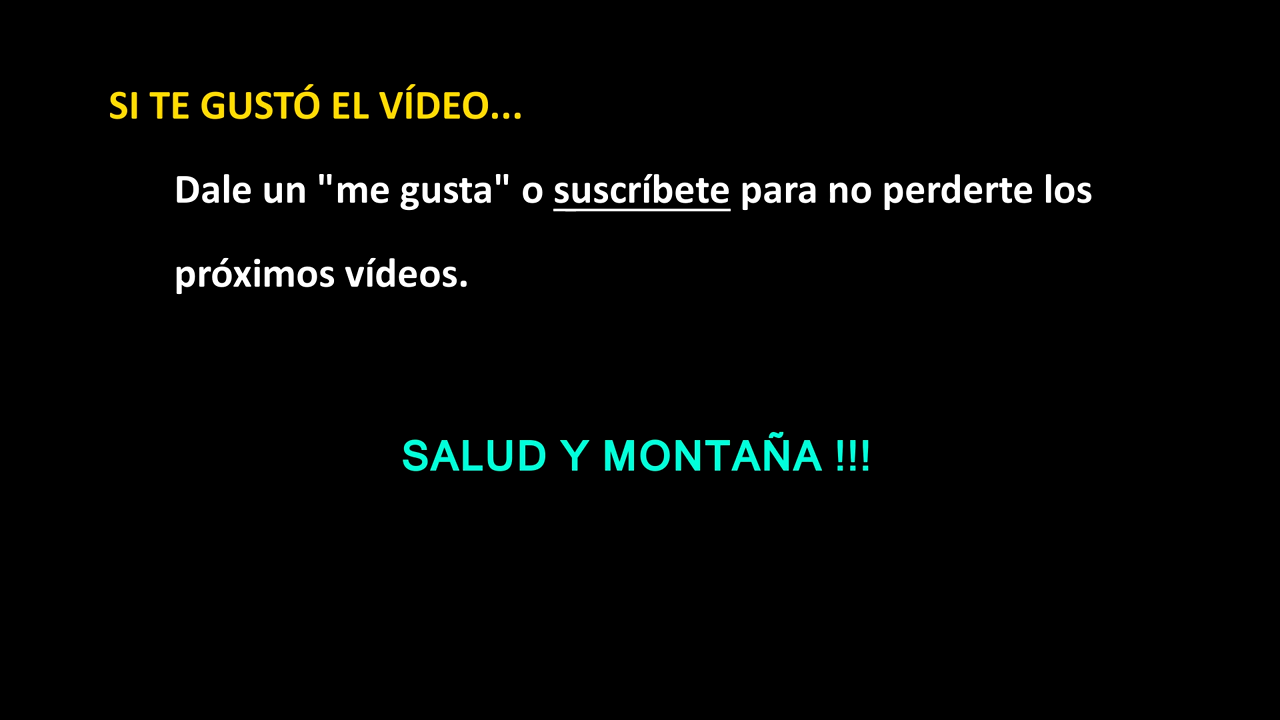 SI TE GUSTÓ EL VÍDEO...
Dale un "me gusta" o suscríbete para no perderte los
próximos vídeos.
SALUD Y MONTAÑA !!!